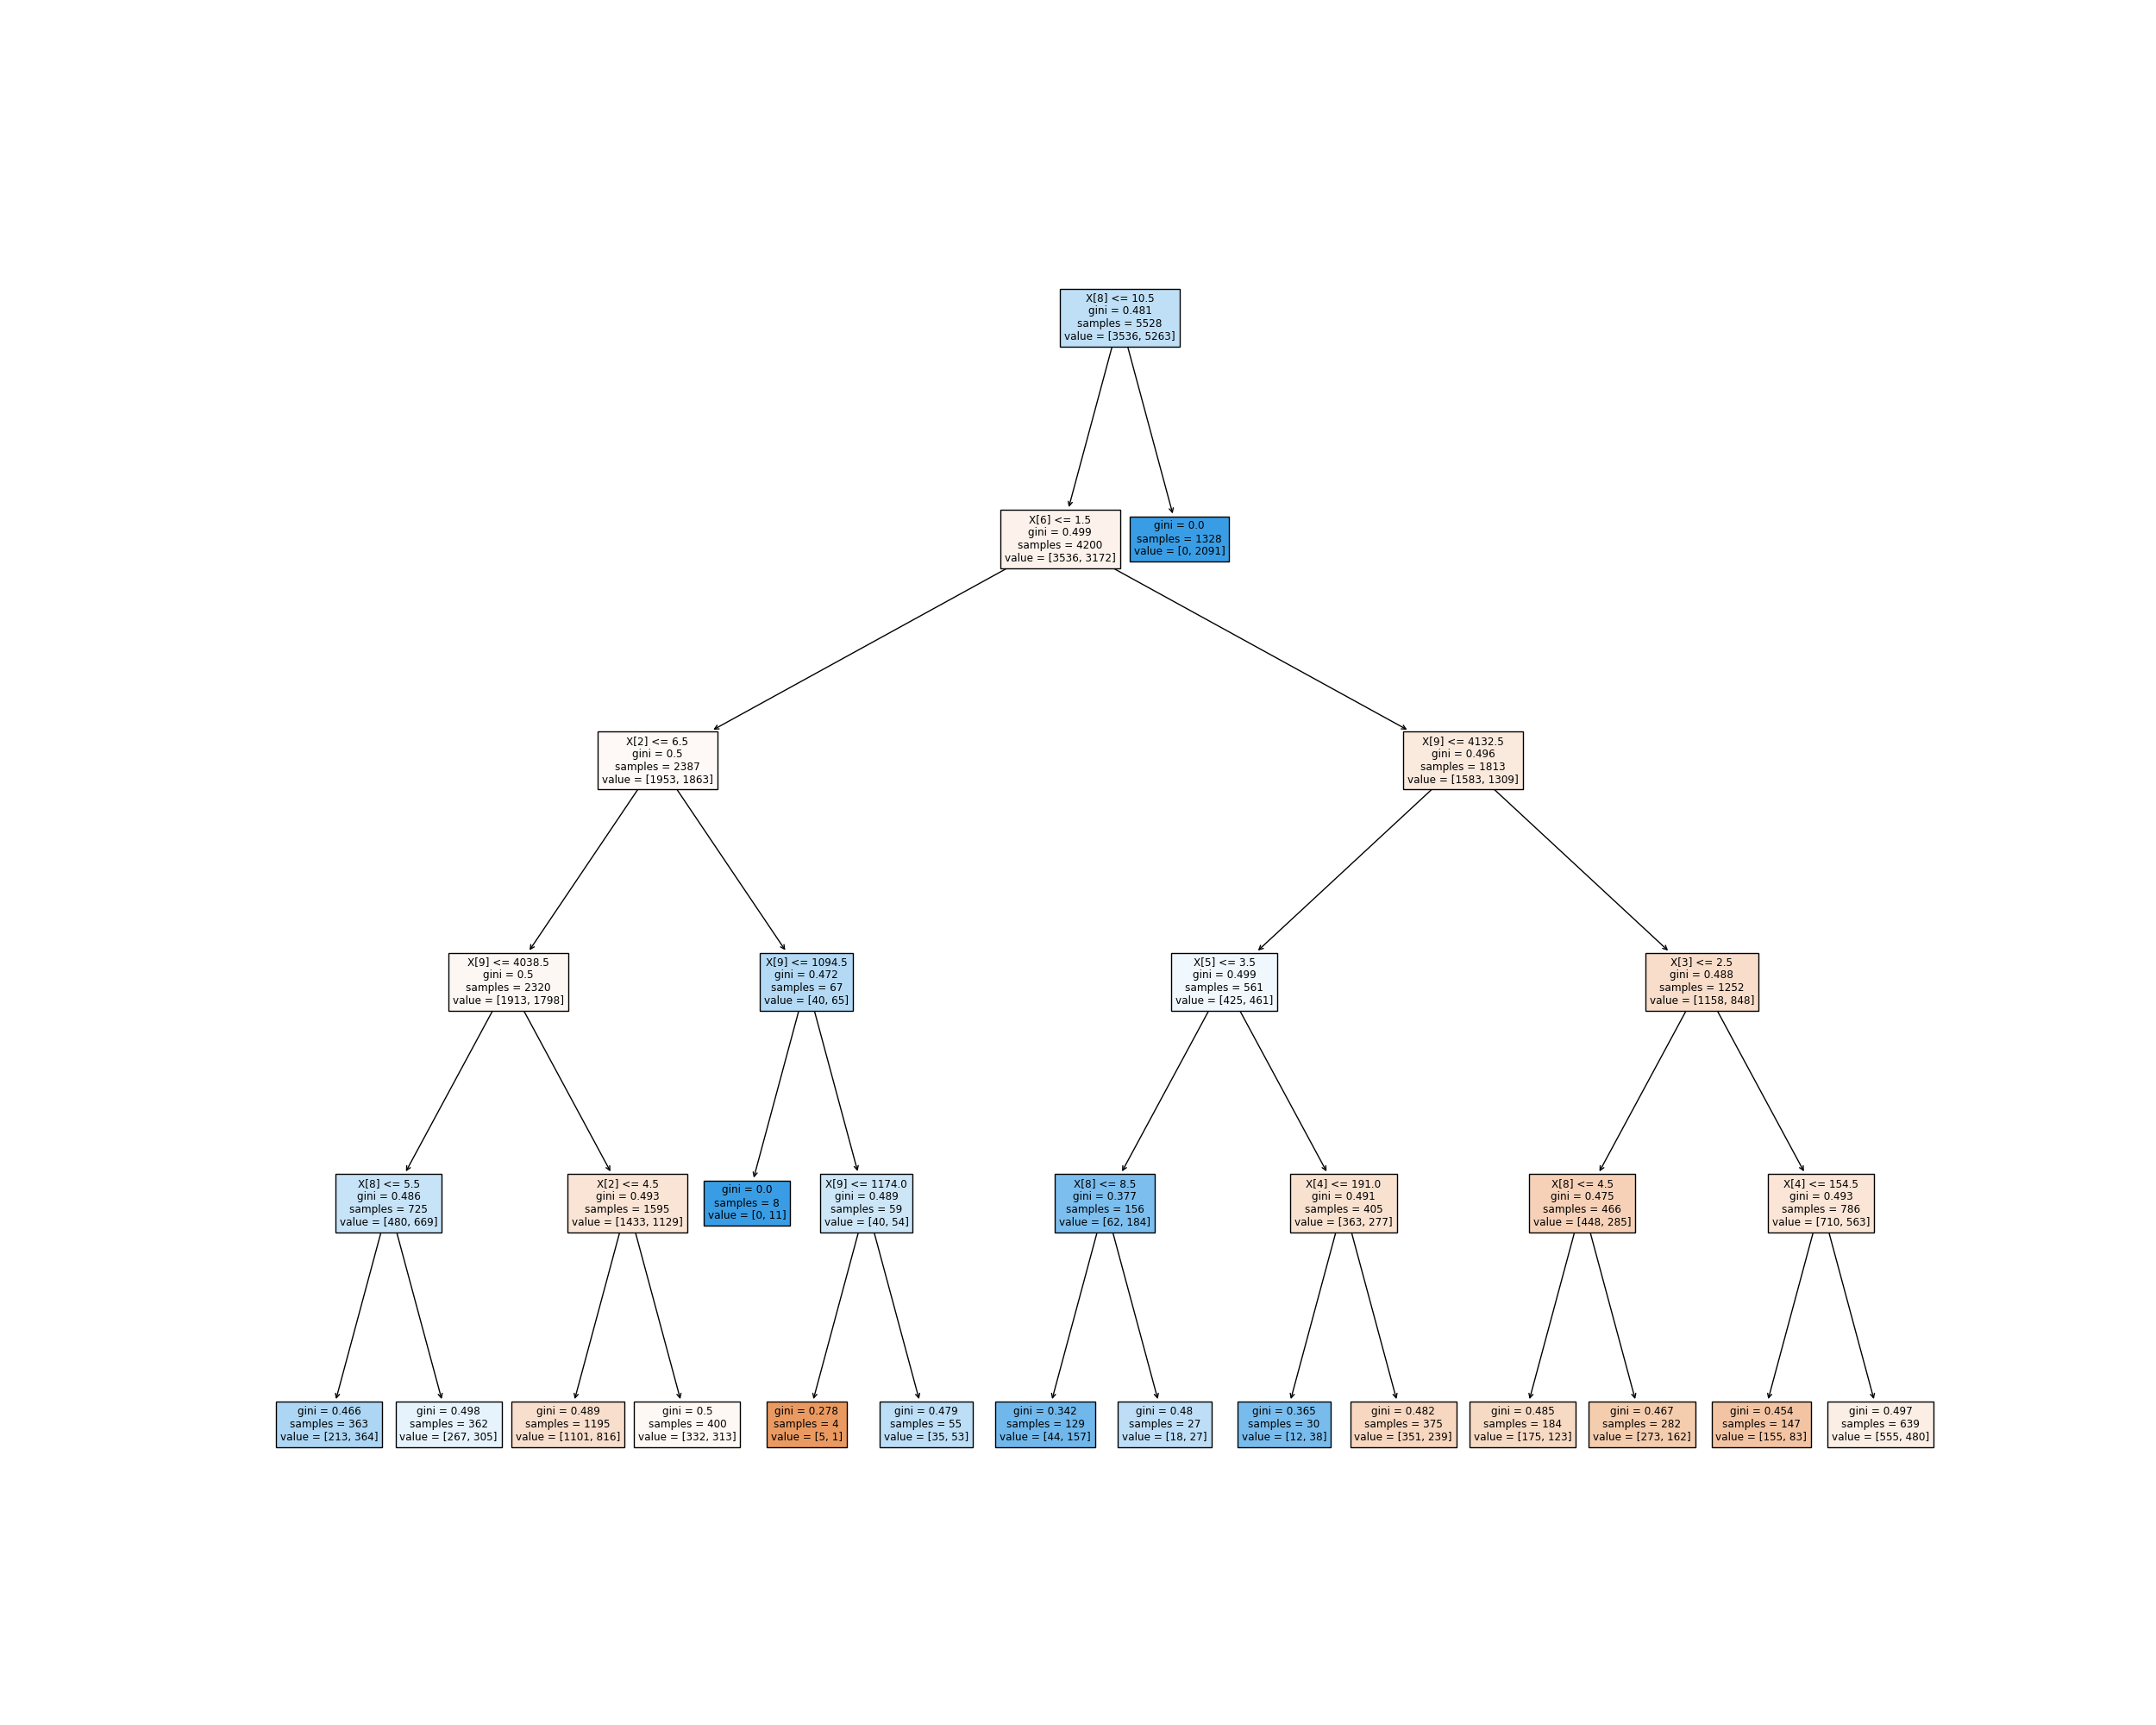 X[8] <= 10.5
gini = 0.481
samples = 5528
value = [3536, 5263]
X[6] <= 1.5
gini = 0.499
samples = 4200
value = [3536, 3172]
gini = 0.0
samples = 1328
value = [0, 2091]
X[2] <= 6.5
gini = 0.5
samples = 2387
value = [1953, 1863]
X[9] <= 4132.5
gini = 0.496
samples = 1813
value = [1583, 1309]
X[9] <= 4038.5
gini = 0.5
samples = 2320
value = [1913, 1798]
X[9] <= 1094.5
gini = 0.472
samples = 67
value = [40, 65]
X[5] <= 3.5
gini = 0.499
samples = 561
value = [425, 461]
X[3] <= 2.5
gini = 0.488
samples = 1252
value = [1158, 848]
X[8] <= 5.5
gini = 0.486
samples = 725
value = [480, 669]
X[2] <= 4.5
gini = 0.493
samples = 1595
value = [1433, 1129]
gini = 0.0
samples = 8
value = [0, 11]
X[9] <= 1174.0
gini = 0.489
samples = 59
value = [40, 54]
X[8] <= 8.5
gini = 0.377
samples = 156
value = [62, 184]
X[4] <= 191.0
gini = 0.491
samples = 405
value = [363, 277]
X[8] <= 4.5
gini = 0.475
samples = 466
value = [448, 285]
X[4] <= 154.5
gini = 0.493
samples = 786
value = [710, 563]
gini = 0.466
samples = 363
value = [213, 364]
gini = 0.498
samples = 362
value = [267, 305]
gini = 0.489
samples = 1195
value = [1101, 816]
gini = 0.5
samples = 400
value = [332, 313]
gini = 0.278
samples = 4
value = [5, 1]
gini = 0.479
samples = 55
value = [35, 53]
gini = 0.342
samples = 129
value = [44, 157]
gini = 0.48
samples = 27
value = [18, 27]
gini = 0.365
samples = 30
value = [12, 38]
gini = 0.482
samples = 375
value = [351, 239]
gini = 0.485
samples = 184
value = [175, 123]
gini = 0.467
samples = 282
value = [273, 162]
gini = 0.454
samples = 147
value = [155, 83]
gini = 0.497
samples = 639
value = [555, 480]